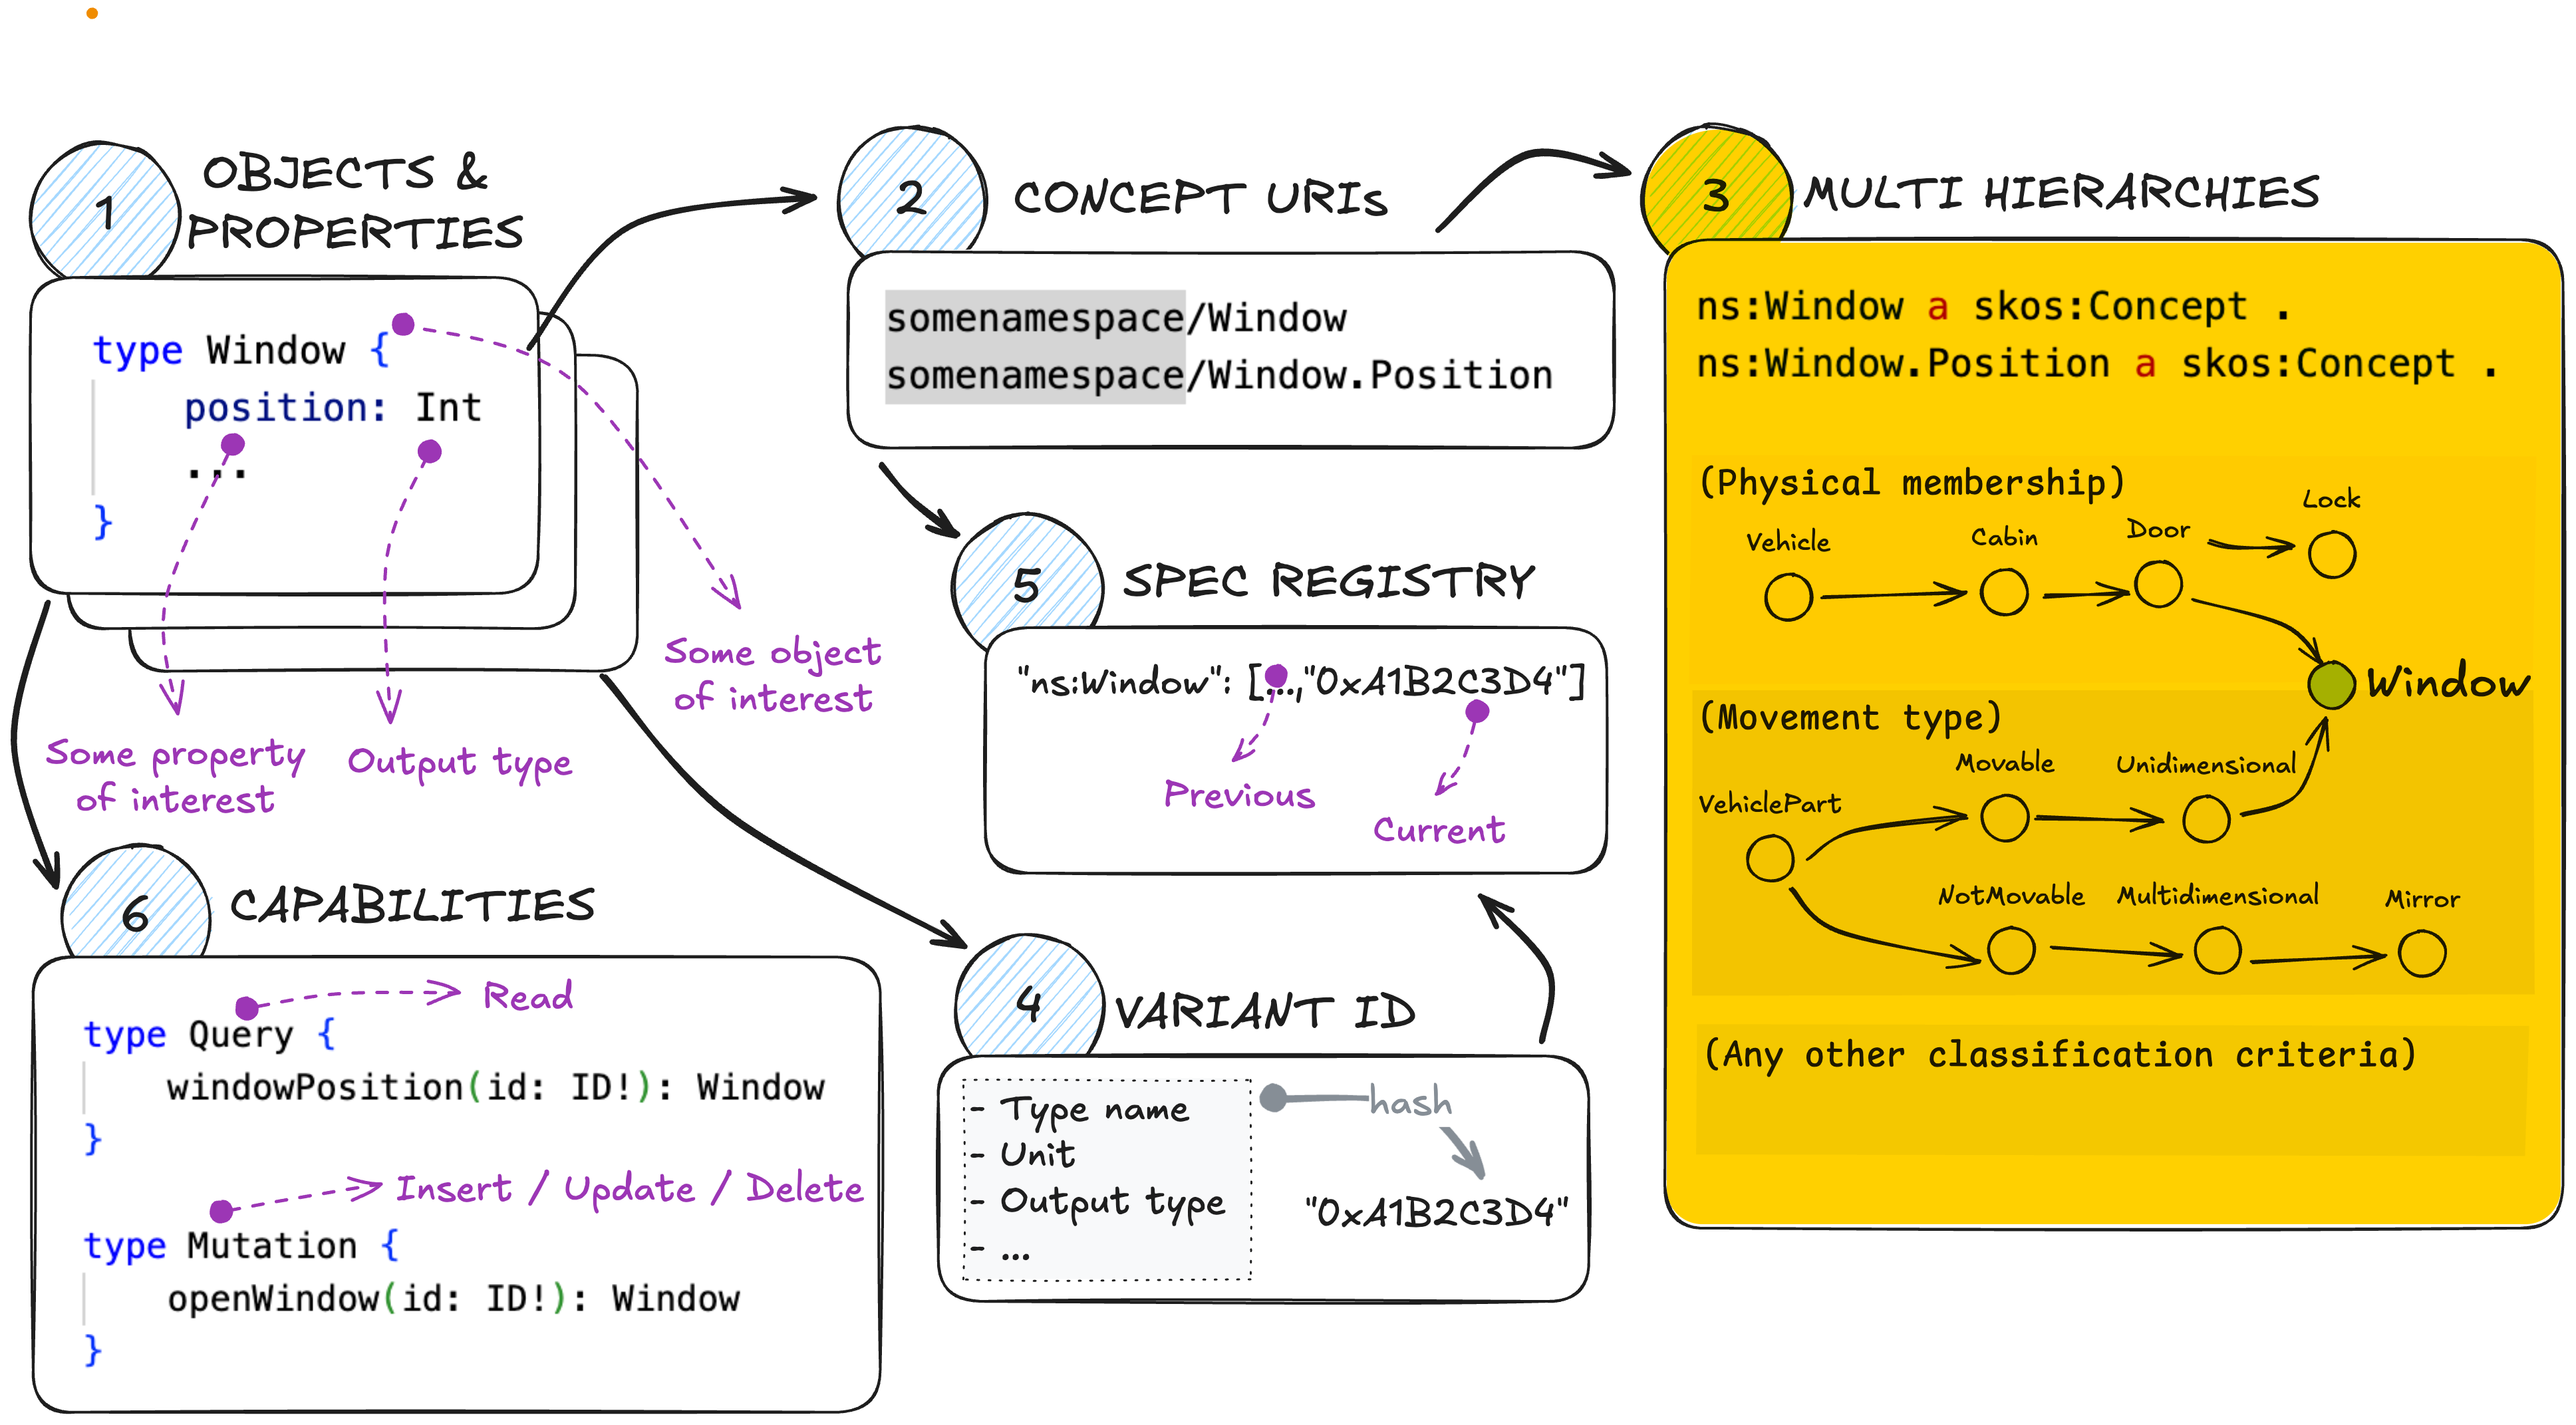 1
OBJECTS &
PROPERTIES
type Window {
position: Int
...
}
Some property
of interest
Output type
Some object
of interest
2
CONCEPT URIs
somenamespace/Window
somenamespace/Window.Position
3
MULTI HIERARCHIES
ns:Window a skos:Concept .
ns:Window.Position a skos:Concept .
(Physical membership)
Vehicle
Cabin
Door
Lock
Window
(Movement type)
VehiclePart
Movable
Unidimensional
NotMovable
Multidimensional
Mirror
(Any other classification criteria)
4
VARIANT ID
- Type name
- Unit
- Output type
- ...
hash
"0xA1B2C3D4"
5
SPEC REGISTRY
"ns:Window": [...,"0xA1B2C3D4"]
Previous
Current
6
CAPABILITIES
Read
type Query {
windowPosition(id: ID!): Window
}
Insert / Update / Delete
type Mutation {
openWindow(id: ID!): Window
}